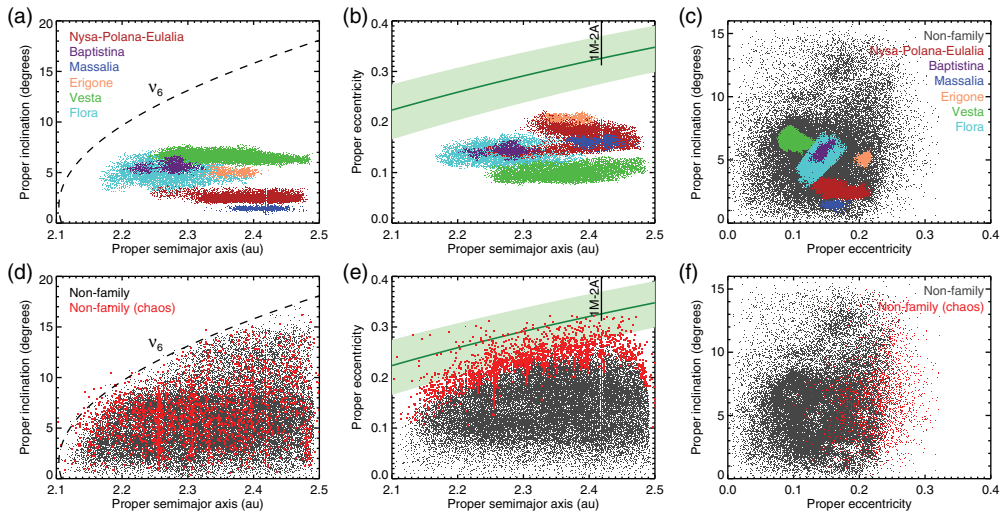 (a)
Nysa-Polana-Eulalia
Baptistina
Massalia
Erigone
Vesta
Flora
ν6
20
15
10
5
0
2.1 2.2 2.3 2.4 2.5
Proper inclination (degrees)
Proper semimajor axis (au)
(b)
1M-2A
0.4
0.3
0.2
0.1
0.0
2.1 2.2 2.3 2.4 2.5
Proper eccentricity
Proper semimajor axis (au)
(c)
Non-family
Nysa-Polana-Eulalia
Baptistina
Massalia
Erigone
Vesta
Flora
15
10
5
0
0.0 0.1 0.2 0.3 0.4
Proper inclination (degrees)
Proper eccentricity
(d)
Non-family
Non-family (chaos)
ν6
20
15
10
5
0
2.1 2.2 2.3 2.4 2.5
Proper inclination (degrees)
Proper semimajor axis (au)
(e)
1M-2A
0.4
0.3
0.2
0.1
0.0
2.1 2.2 2.3 2.4 2.5
Proper eccentricity
Proper semimajor axis (au)
(f)
Non-family
Non-family (chaos)
15
10
5
0
0.0 0.1 0.2 0.3 0.4
Proper inclination (degrees)
Proper eccentricity